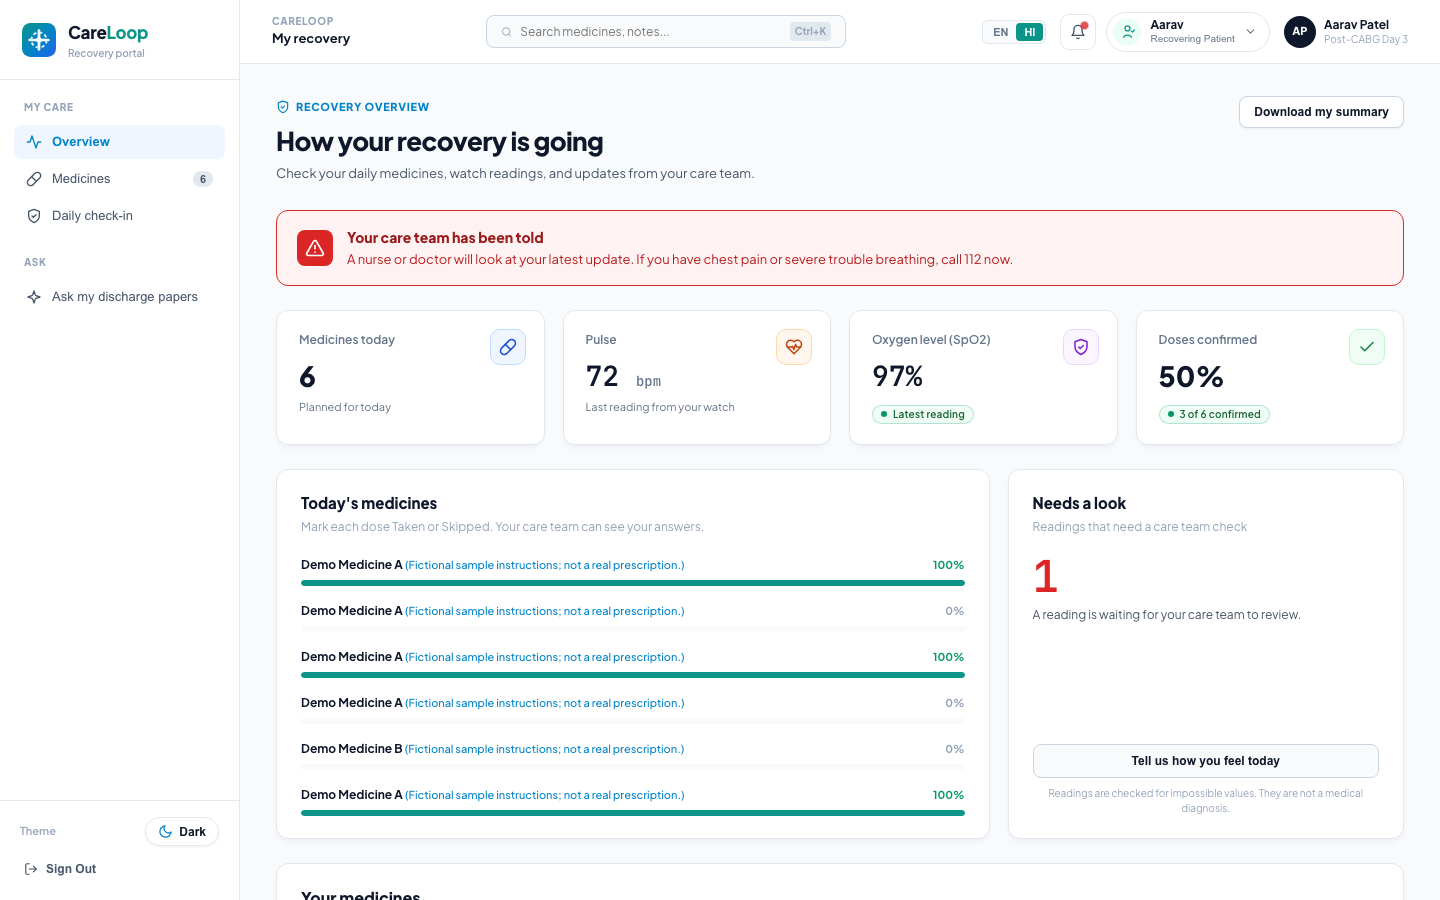 CareLoop
Recovery portal
MY CARE
Overview
Medicines 6
Daily check-in
ASK
Ask my discharge papers
Theme
Dark
Sign Out
CARELOOP
My recovery
Search medicines, notes...
Ctrl+K
EN HI
Aarav
Recovering Patient
AP
Aarav Patel
Post-CABG Day 3
RECOVERY OVERVIEW
How your recovery is going
Check your daily medicines, watch readings, and updates from your care team.
Download my summary
Your care team has been told
A nurse or doctor will look at your latest update. If you have chest pain or severe trouble breathing, call 112 now.
Medicines today
6
Planned for today
Pulse
72 bpm
Last reading from your watch
Oxygen level (SpO2)
97%
Latest reading
Doses confirmed
50%
3 of 6 confirmed
Today's medicines
Mark each dose Taken or Skipped. Your care team can see your answers.
Demo Medicine A (Fictional sample instructions; not a real prescription.) 100%
Demo Medicine A (Fictional sample instructions; not a real prescription.) 0%
Demo Medicine A (Fictional sample instructions; not a real prescription.) 100%
Demo Medicine A (Fictional sample instructions; not a real prescription.) 0%
Demo Medicine B (Fictional sample instructions; not a real prescription.) 0%
Demo Medicine A (Fictional sample instructions; not a real prescription.) 100%
Needs a look
Readings that need a care team check
1
A reading is waiting for your care team to review.
Tell us how you feel today
Readings are checked for impossible values. They are not a medical
diagnosis.
Your medicines